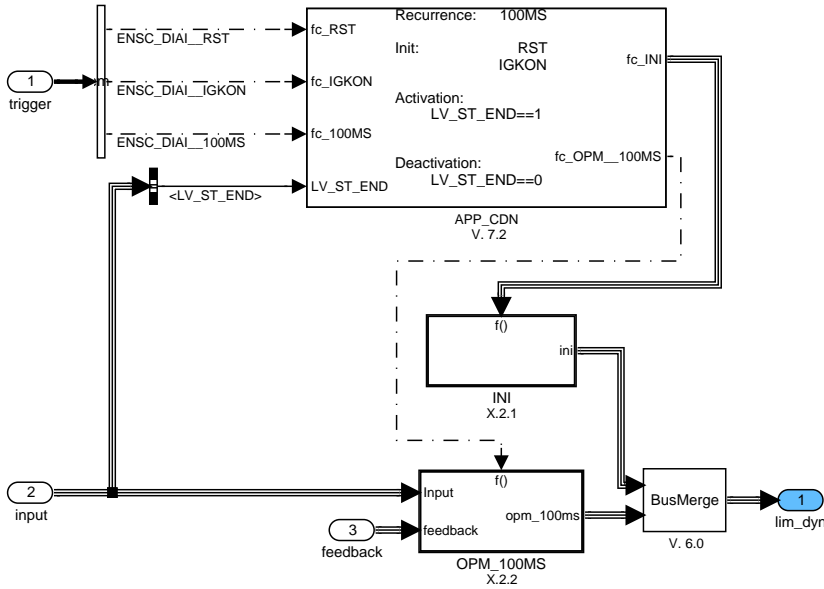 Recurrence: 100MS
ENSC_DIAI__RST
fc_RST
Init: RST
IGKON
fc_INI
1
m
trigger
ENSC_DIAI__IGKON
fc_IGKON
Activation:
LV_ST_END==1
ENSC_DIAI__100MS
fc_100MS
Deactivation:
LV_ST_END==0
fc_OPM__100MS
<LV_ST_END>
LV_ST_END
APP_CDN
V. 7.2
f()
ini
INI
X.2.1
2
input
f()
Input
opm_100ms
feedback
3
feedback
OPM_100MS
X.2.2
BusMerge
V. 6.0
1
lim_dyn